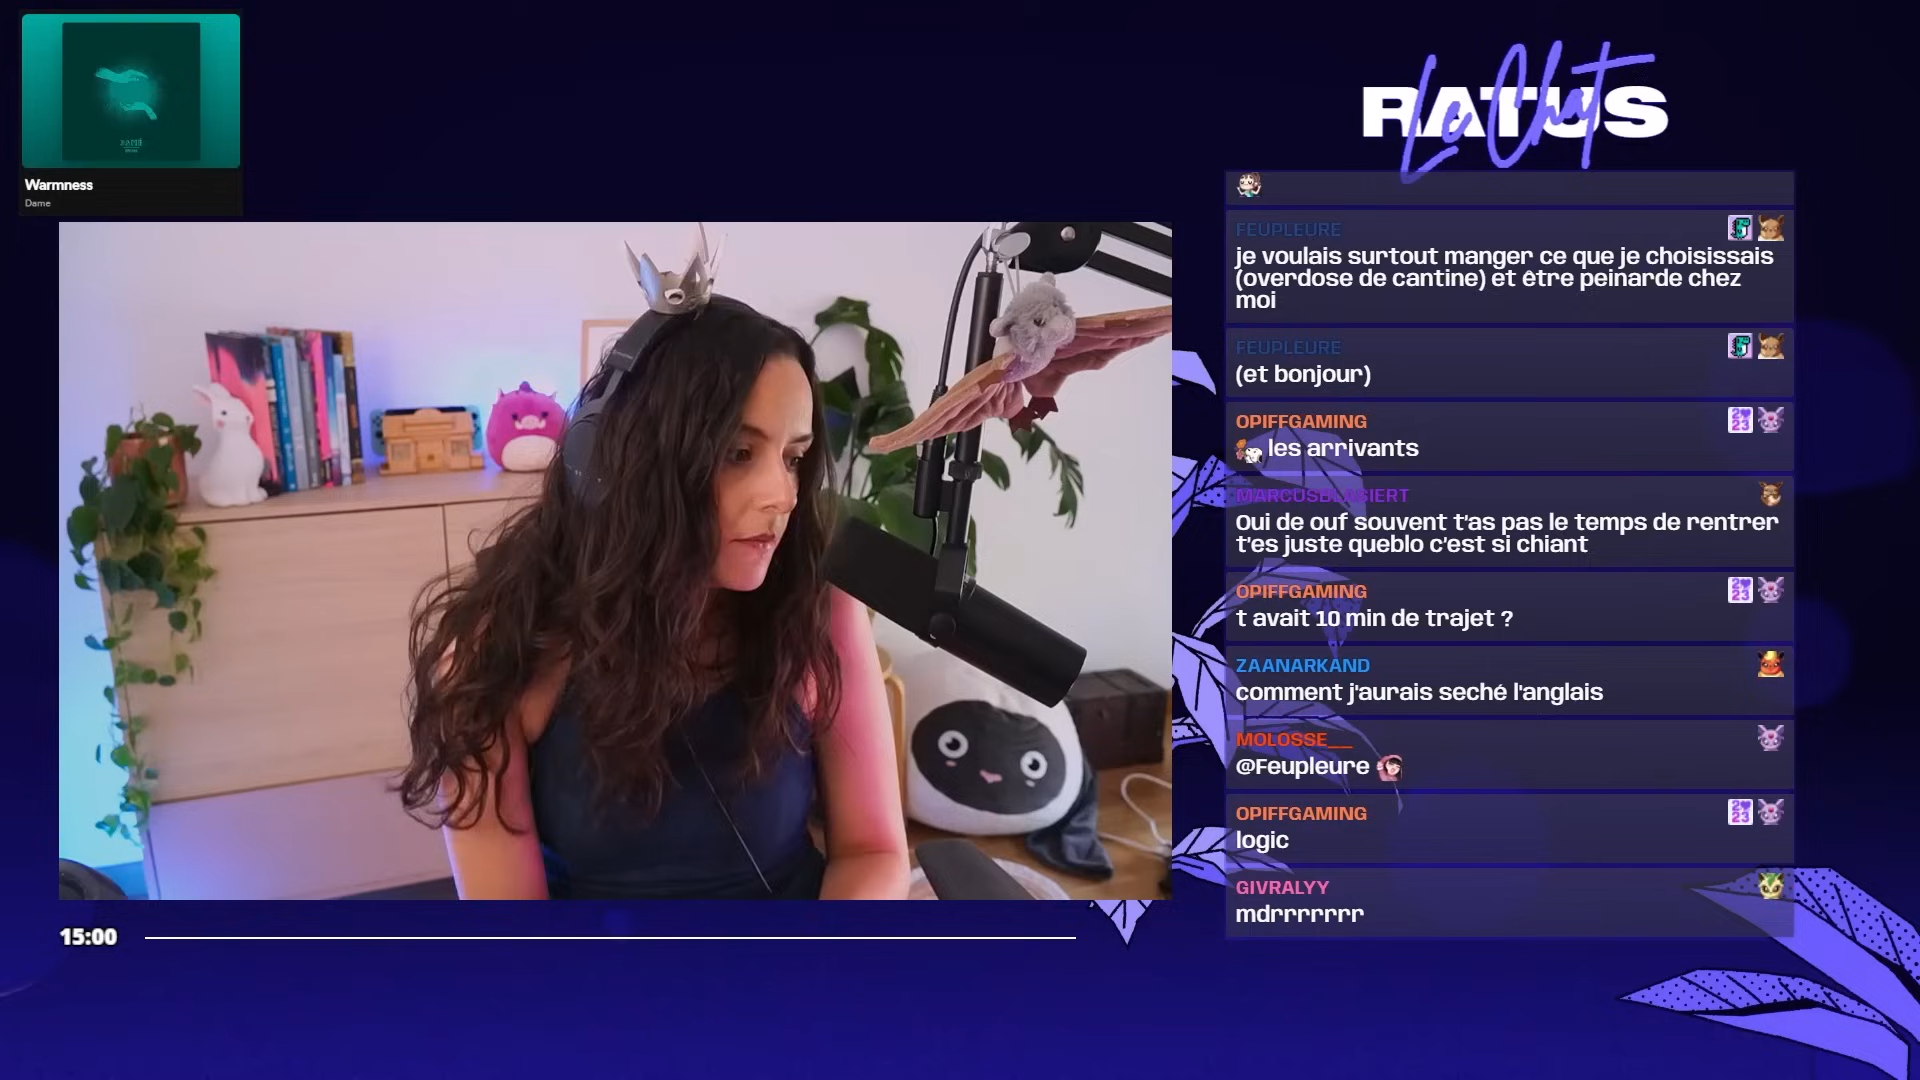 Warmness
Dame
RATUS
Le Chat
FEUPLEURE
je voulais surtout manger ce que je choisissais
(overdose de cantine) et être peinarde chez
moi
FEUPLEURE
(et bonjour)
OPIFFGAMING
les arrivants
MARCUSBLASIERT
Oui de ouf souvent t'as pas le temps de rentrer
t'es juste queblo c'est si chiant
OPIFFGAMING
t avait 10 min de trajet ?
ZAANARKAND
comment j'aurais seché l'anglais
MOLOSSE__
@Feupleure
OPIFFGAMING
logic
GIVRALYY
mdrrrrrrr
15:00